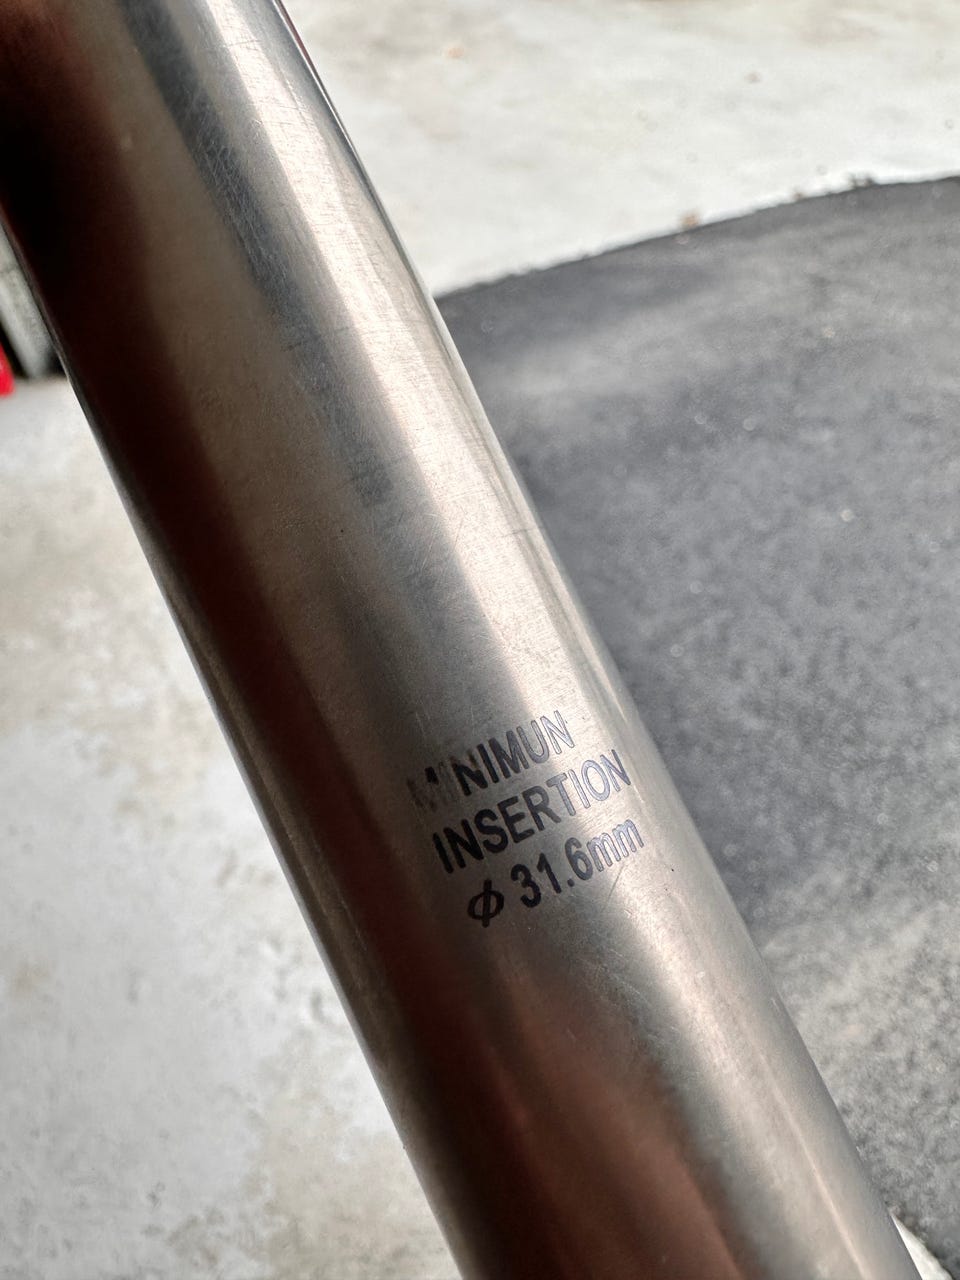 MINIMUN
INSERTION
ϕ 31.6mm